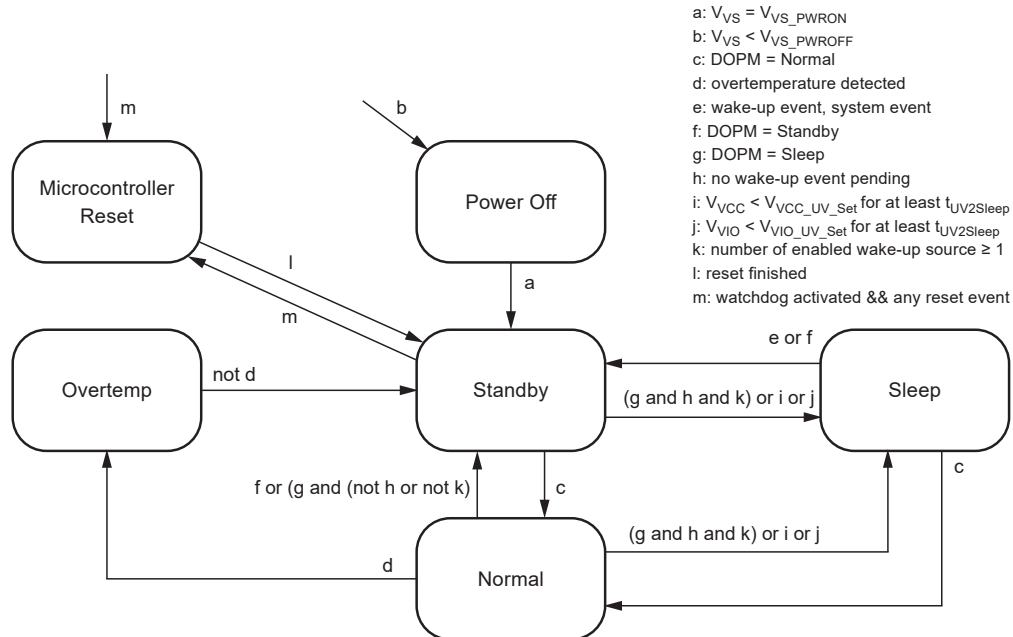 a: VVS = VVS_PWRON
b: VVS < VVS_PWROFF
c: DOPM = Normal
d: overtemperature detected
e: wake-up event, system event
f: DOPM = Standby
g: DOPM = Sleep
h: no wake-up event pending
i: VVCC < VVCC_UV_Set for at least tUV2Sleep
j: VVIO < VVIO_UV_Set for at least tUV2Sleep
k: number of enabled wake-up source ≥ 1
l: reset finished
m: watchdog activated && any reset event
m
b
Microcontroller
Reset
Power Off
l
m
a
Overtemp
not d
Standby
e or f
(g and h and k) or i or j
Sleep
f or (g and (not h or not k)
c
c
(g and h and k) or i or j
d
Normal